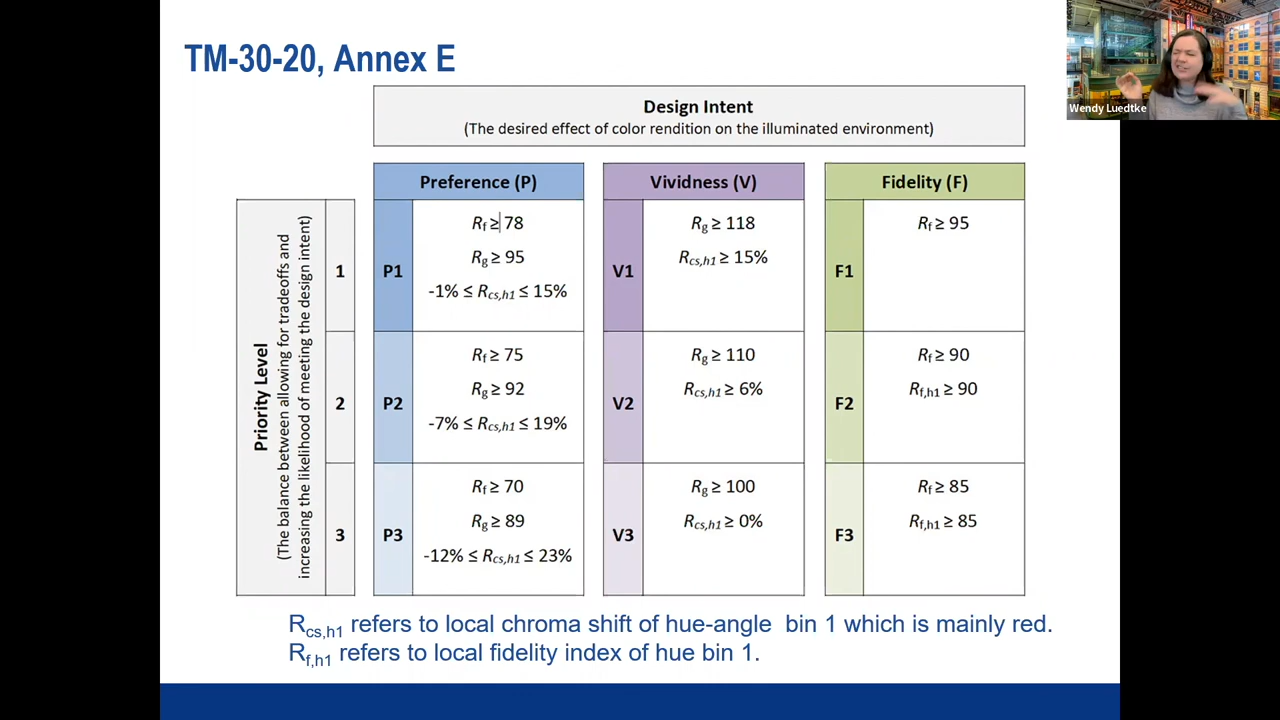 TM-30-20, Annex E
Wendy Luedtke
Design Intent
(The desired effect of color rendition on the illuminated environment)
Preference (P)
Vividness (V)
Fidelity (F)
Priority Level
(The balance between allowing for tradeoffs and
increasing the likelihood of meeting the design intent)
1
P1
Rf ≥ 78
Rg ≥ 95
-1% ≤ Rcs,h1 ≤ 15%
V1
Rg ≥ 118
Rcs,h1 ≥ 15%
F1
Rf ≥ 95
2
P2
Rf ≥ 75
Rg ≥ 92
-7% ≤ Rcs,h1 ≤ 19%
V2
Rg ≥ 110
Rcs,h1 ≥ 6%
F2
Rf ≥ 90
Rf,h1 ≥ 90
3
P3
Rf ≥ 70
Rg ≥ 89
-12% ≤ Rcs,h1 ≤ 23%
V3
Rg ≥ 100
Rcs,h1 ≥ 0%
F3
Rf ≥ 85
Rf,h1 ≥ 85
Rcs,h1 refers to local chroma shift of hue-angle bin 1 which is mainly red.
Rf,h1 refers to local fidelity index of hue bin 1.